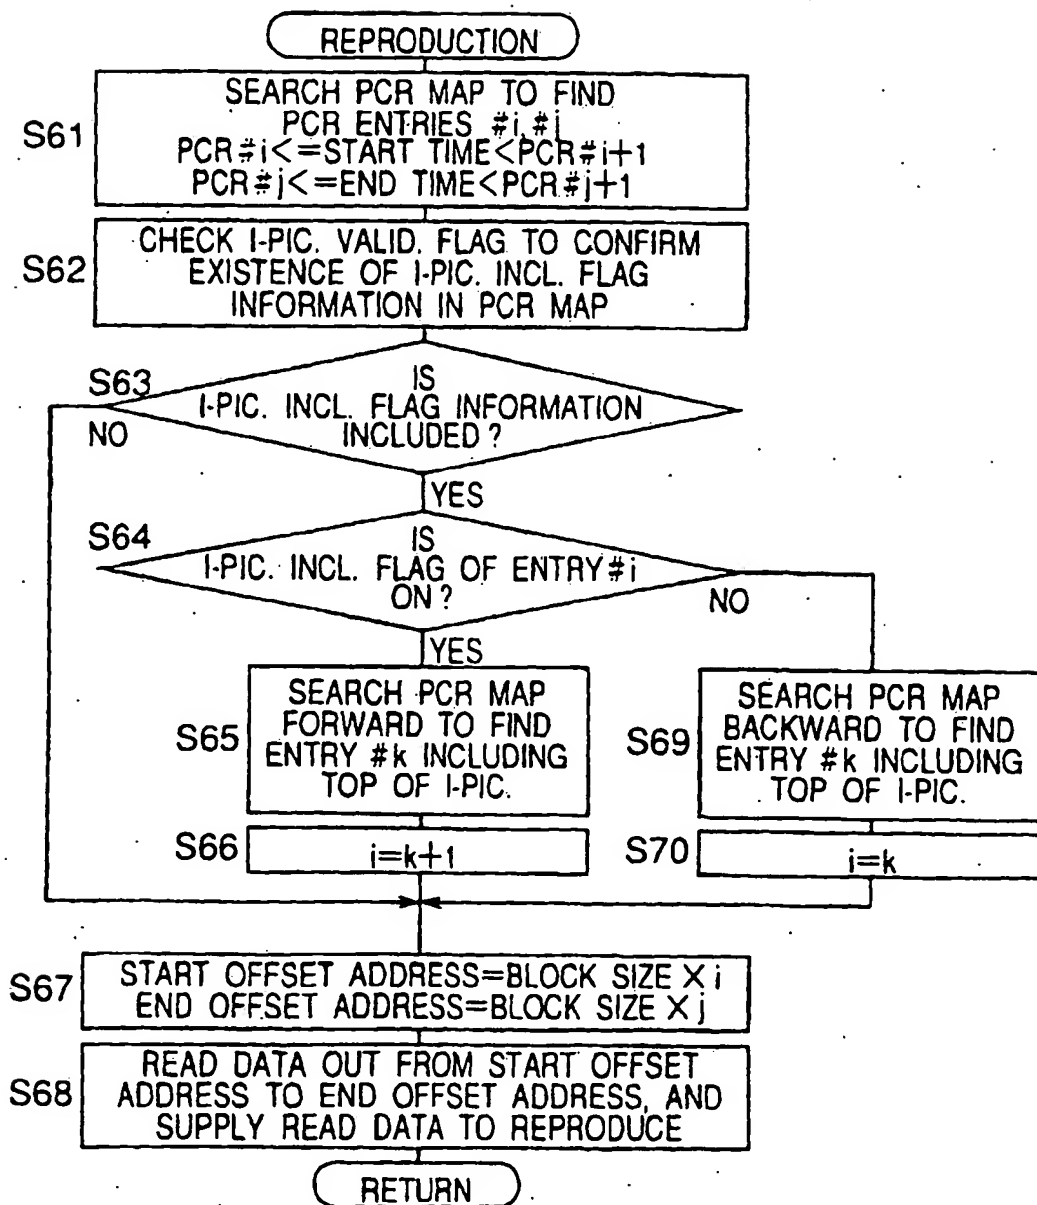 REPRODUCTION
S61
SEARCH PCR MAP TO FIND
PCR ENTRIES #i, #j
PCR#i<=START TIME<PCR#i+1
PCR#j<=END TIME<PCR#j+1
S62
CHECK I-PIC. VALID. FLAG TO CONFIRM
EXISTENCE OF I-PIC. INCL. FLAG
INFORMATION IN PCR MAP
S63
IS
I-PIC. INCL. FLAG INFORMATION
INCLUDED?
NO
YES
S64
IS
I-PIC. INCL. FLAG OF ENTRY#i
ON?
NO
YES
S65
SEARCH PCR MAP
FORWARD TO FIND
ENTRY #k INCLUDING
TOP OF I-PIC.
S69
SEARCH PCR MAP
BACKWARD TO FIND
ENTRY #k INCLUDING
TOP OF I-PIC.
S66
i=k+1
S70
i=k
S67
START OFFSET ADDRESS=BLOCK SIZE X i
END OFFSET ADDRESS=BLOCK SIZE X j
S68
READ DATA OUT FROM START OFFSET
ADDRESS TO END OFFSET ADDRESS, AND
SUPPLY READ DATA TO REPRODUCE
RETURN